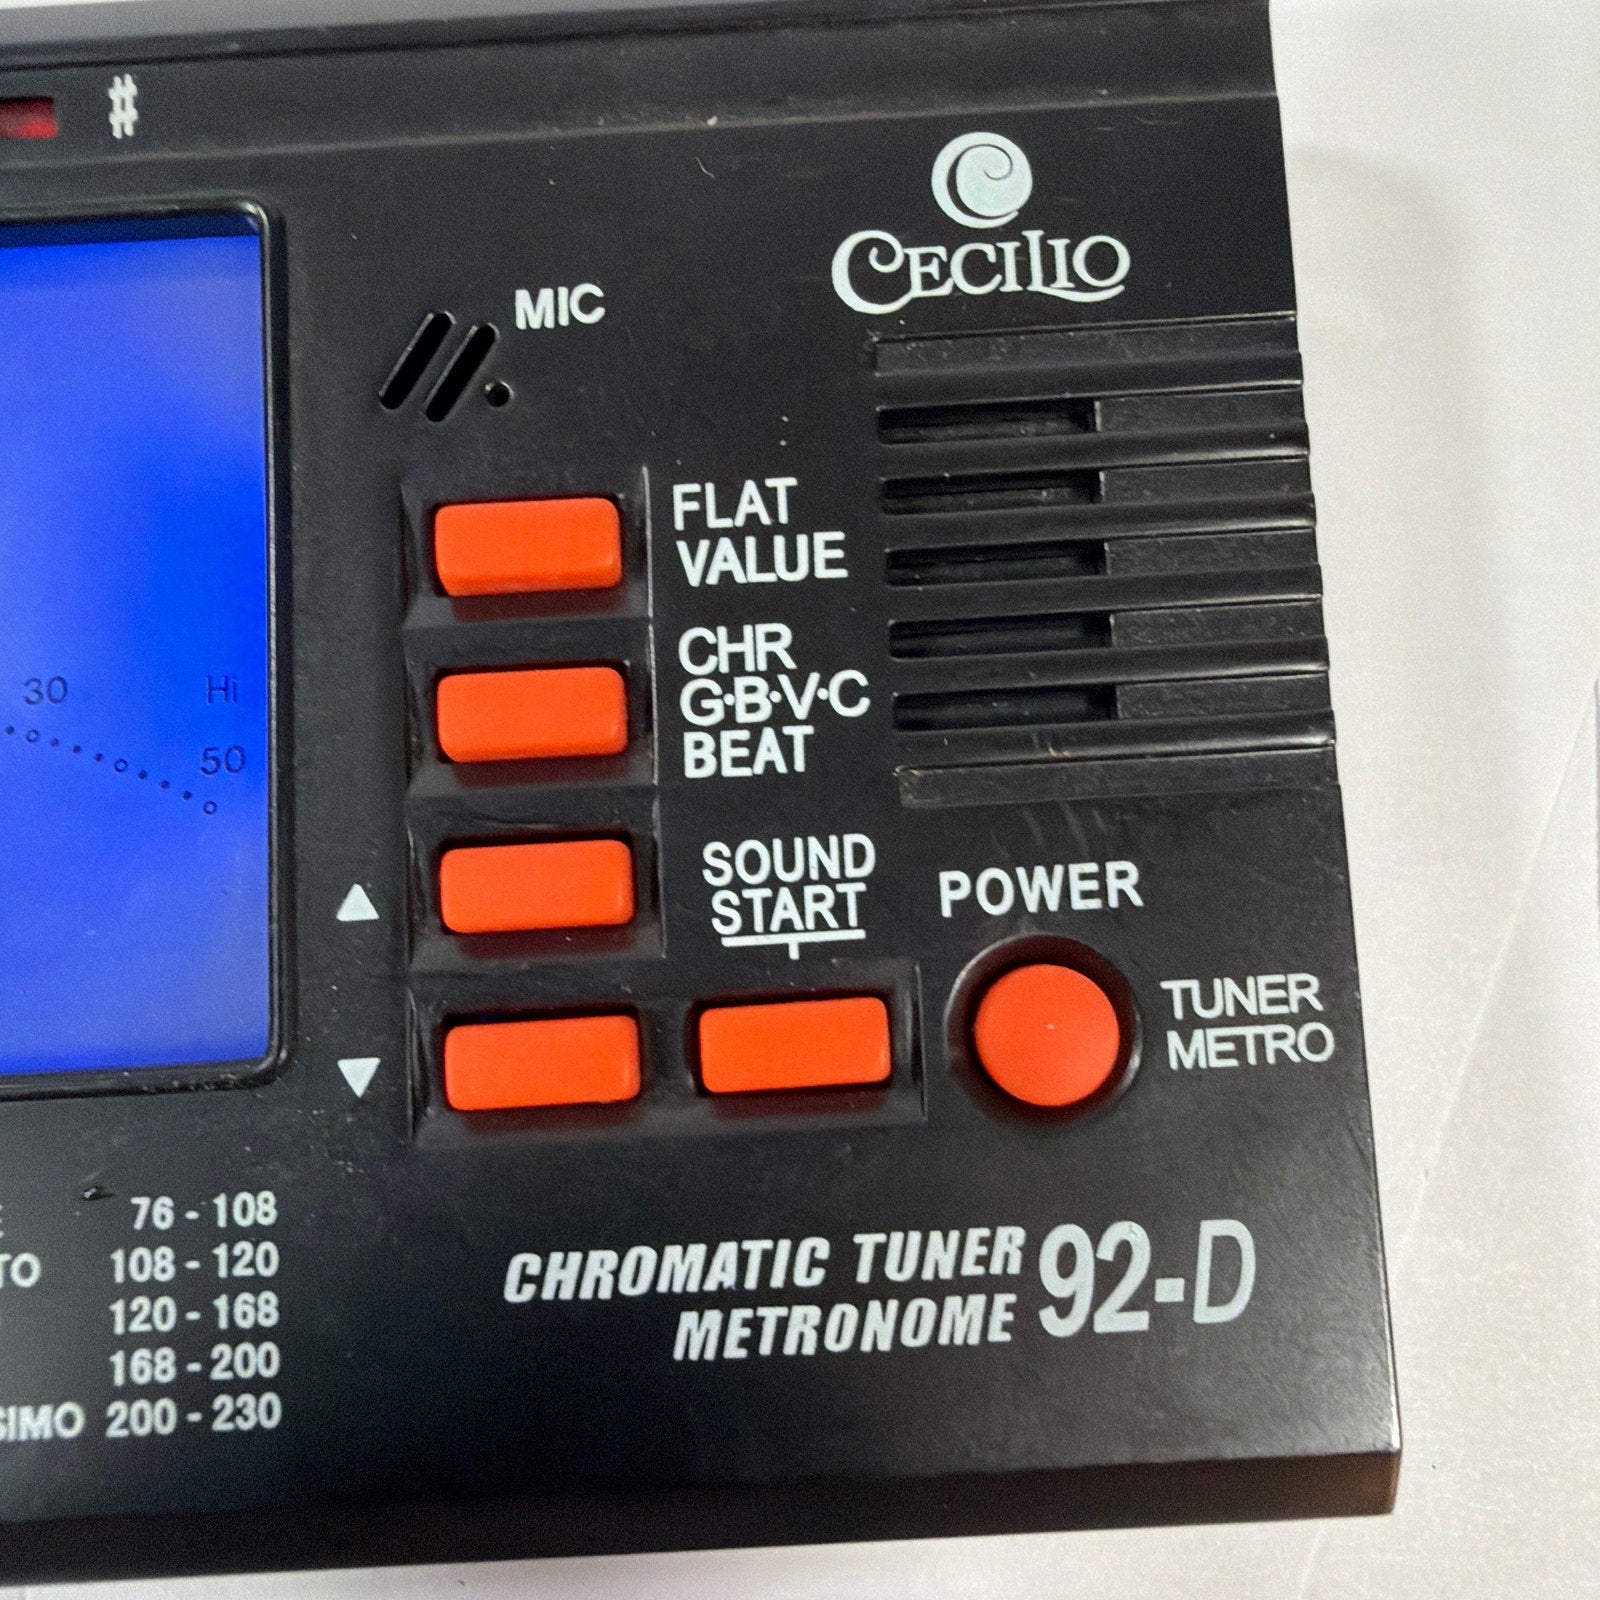 #
CECILIO
MIC
FLAT
VALUE
CHR
G·B·V·C
BEAT
30 Hi
50
SOUND
START
POWER
TUNER
METRO
76 - 108
TO 108 - 120
120 - 168
168 - 200
SIMO 200 - 230
CHROMATIC TUNER
METRONOME 92-D